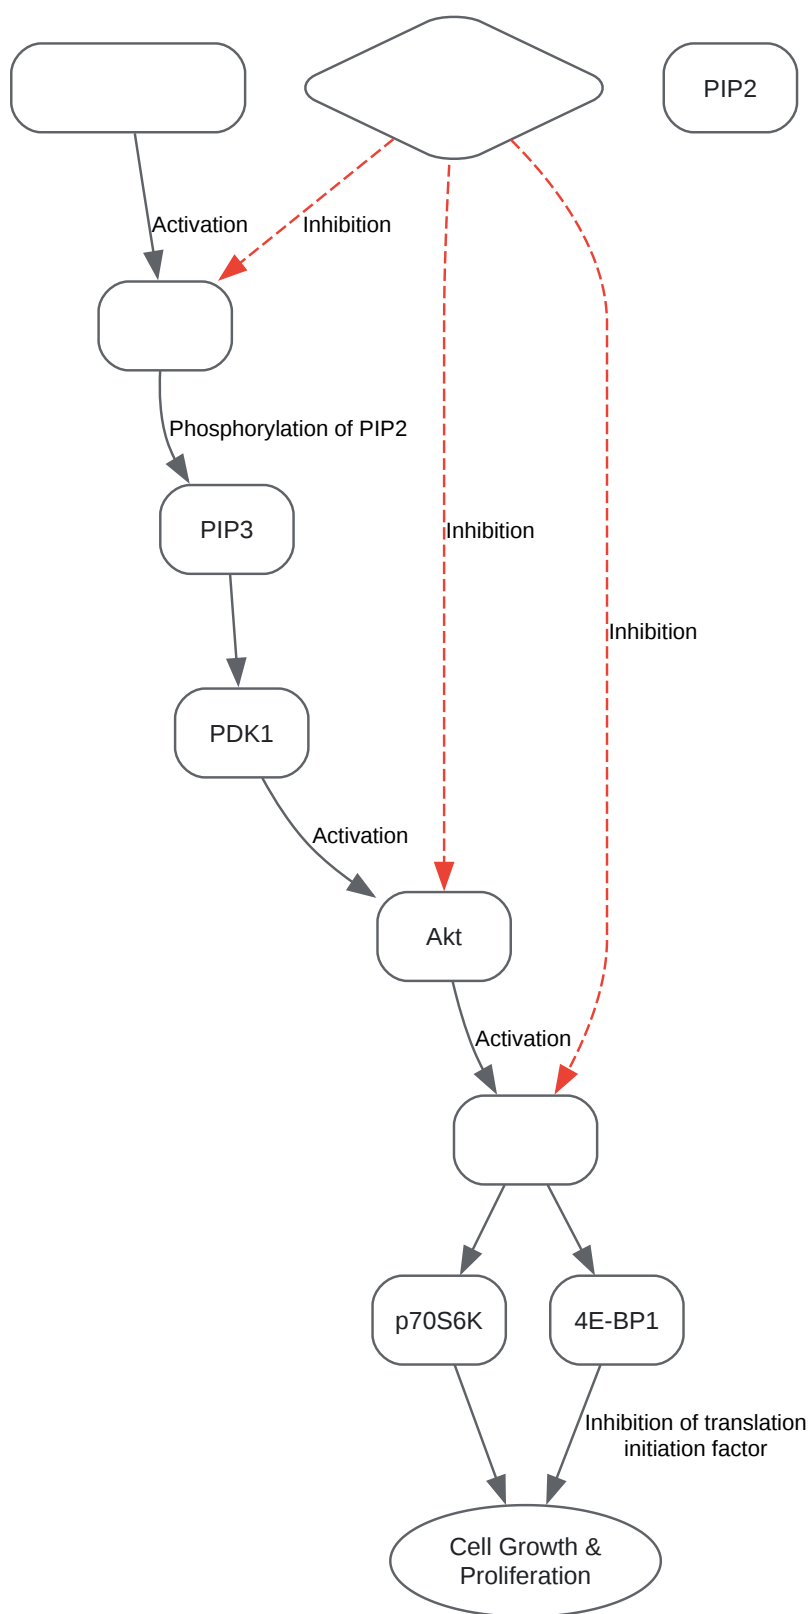 PIP2
Activation
Inhibition
Phosphorylation of PIP2
PIP3
Inhibition
Inhibition
PDK1
Activation
Akt
Activation
p70S6K
4E-BP1
Inhibition of translation
initiation factor
Cell Growth &
Proliferation